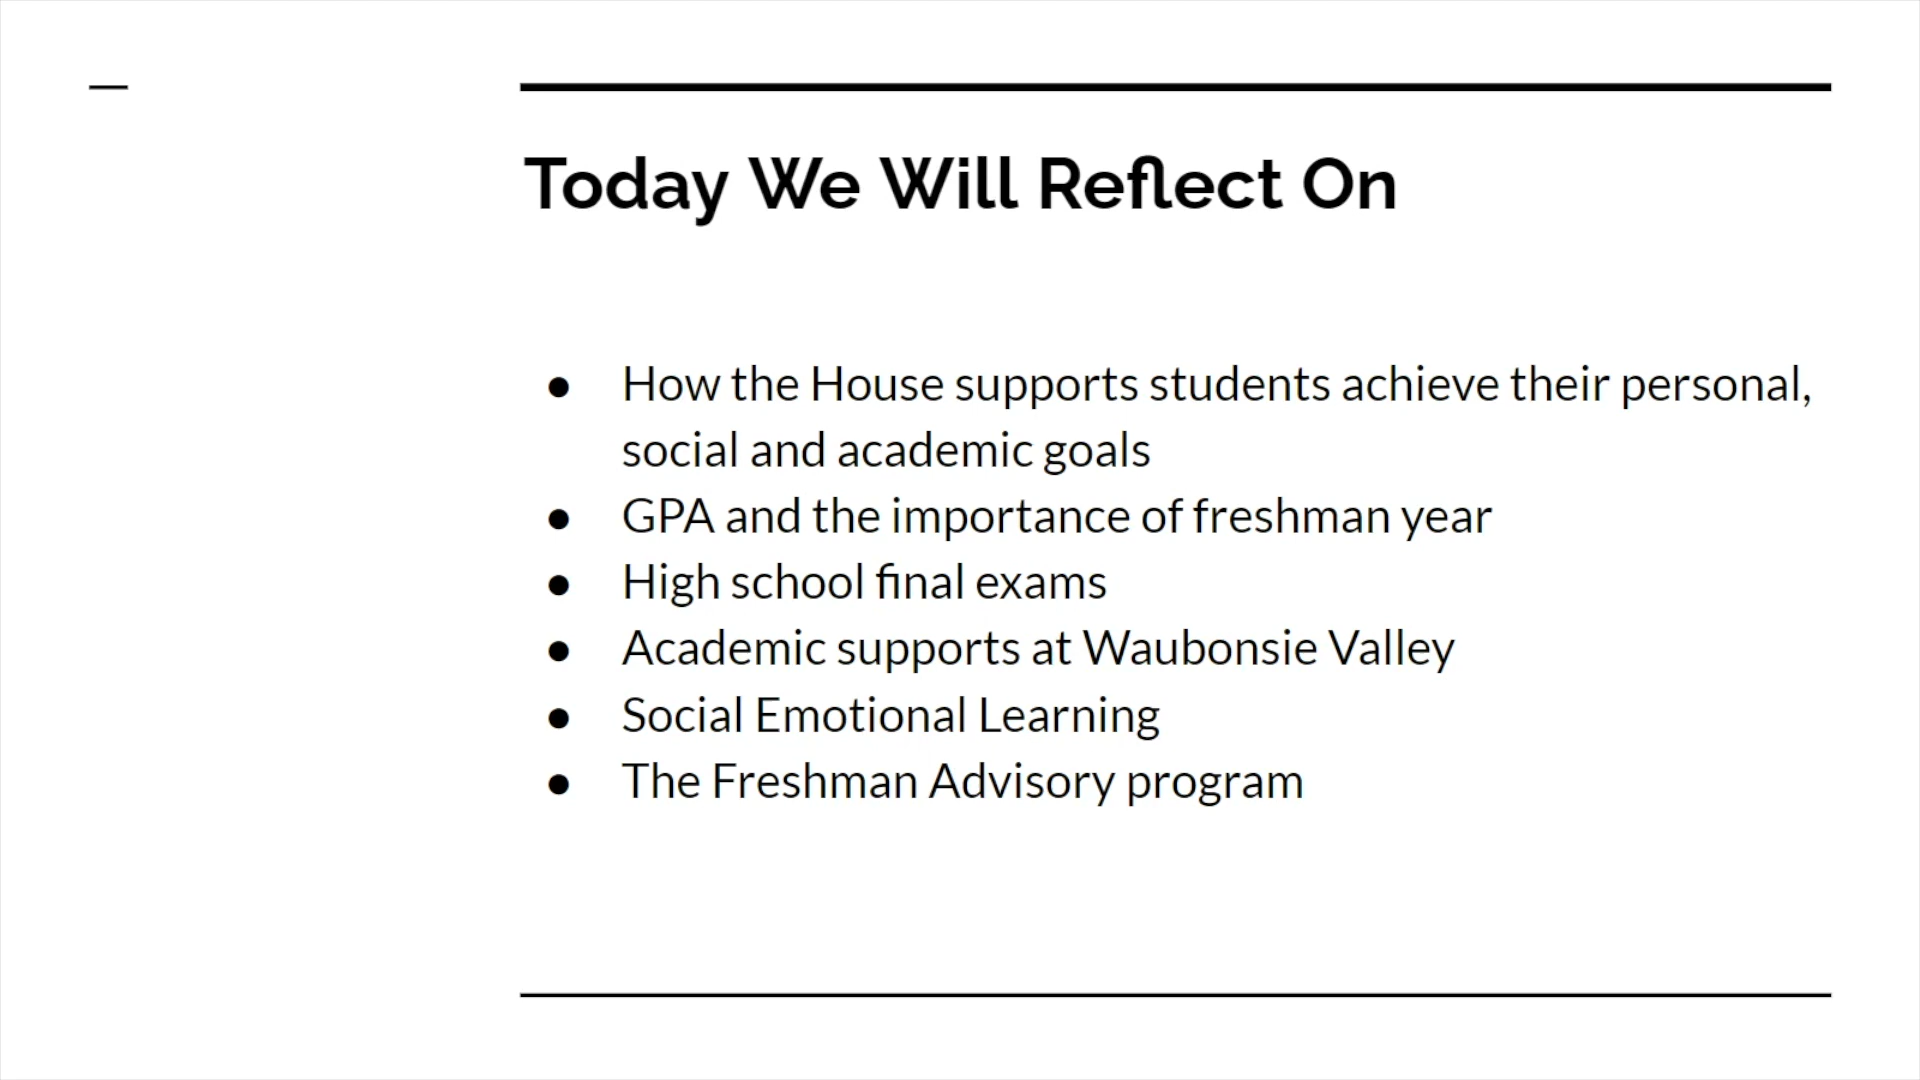 Today We Will Reflect On
● How the House supports students achieve their personal,
social and academic goals
● GPA and the importance of freshman year
● High school final exams
● Academic supports at Waubonsie Valley
● Social Emotional Learning
● The Freshman Advisory program